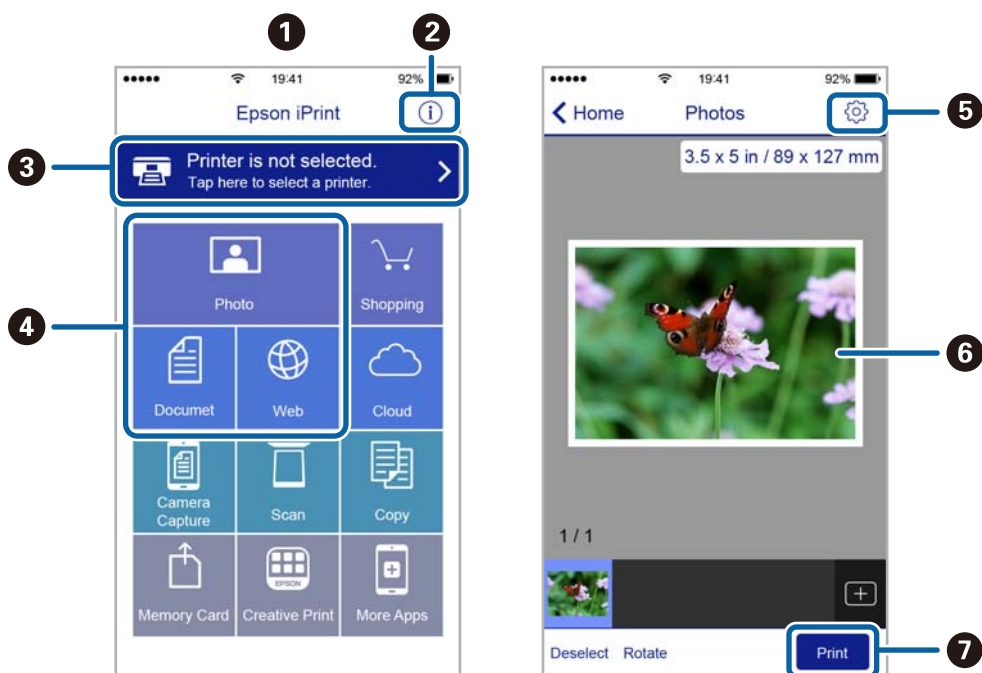 1
2
19:41
92%
Epson iPrint
3
Printer is not selected.
Tap here to select a printer.
4
Photo
Shopping
Documet
Web
Cloud
Camera
Capture
Scan
Copy
EPSON
Memory Card
Creative Print
More Apps
19:41
92%
Home
Photos
5
3.5 x 5 in / 89 x 127 mm
6
1 / 1
Deselect
Rotate
Print
7